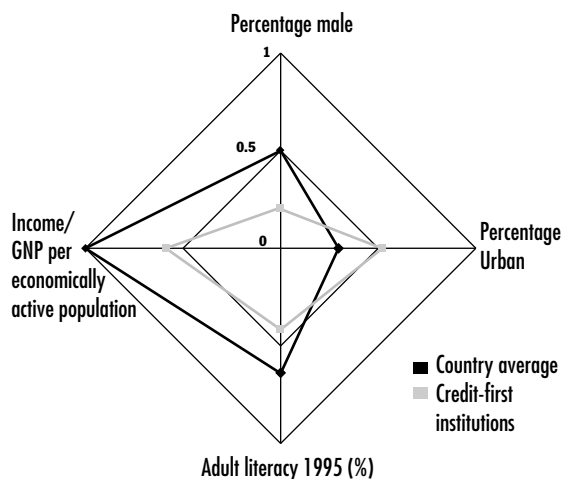 Percentage male
1
0.5
Income/
GNP per
economically
active population
0
Percentage
Urban
Country average
Credit-first
institutions
Adult literacy 1995 (%)